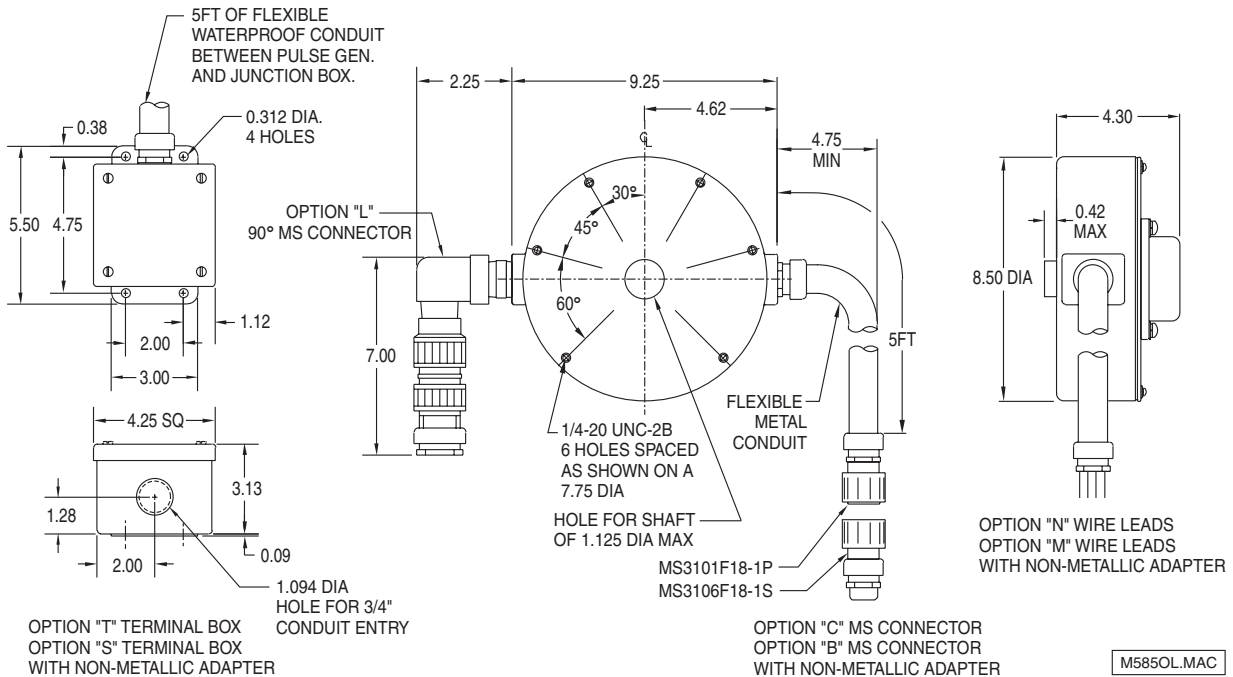 5FT OF FLEXIBLE
WATERPROOF CONDUIT
BETWEEN PULSE GEN.
AND JUNCTION BOX.
0.38
0.312 DIA.
4 HOLES
5.50
4.75
1.12
2.00
3.00
4.25 SQ
3.13
1.28
0.09
2.00
1.094 DIA
HOLE FOR 3/4"
CONDUIT ENTRY
OPTION "T" TERMINAL BOX
OPTION "S" TERMINAL BOX
WITH NON-METALLIC ADAPTER
2.25
9.25
4.62
CL
4.75
MIN
OPTION "L"
90° MS CONNECTOR
30°
45°
60°
7.00
5FT
FLEXIBLE
METAL
CONDUIT
1/4-20 UNC-2B
6 HOLES SPACED
AS SHOWN ON A
7.75 DIA
HOLE FOR SHAFT
OF 1.125 DIA MAX
MS3101F18-1P
MS3106F18-1S
OPTION "C" MS CONNECTOR
OPTION "B" MS CONNECTOR
WITH NON-METALLIC ADAPTER
4.30
0.42
MAX
8.50 DIA
OPTION "N" WIRE LEADS
OPTION "M" WIRE LEADS
WITH NON-METALLIC ADAPTER
M585OL.MAC